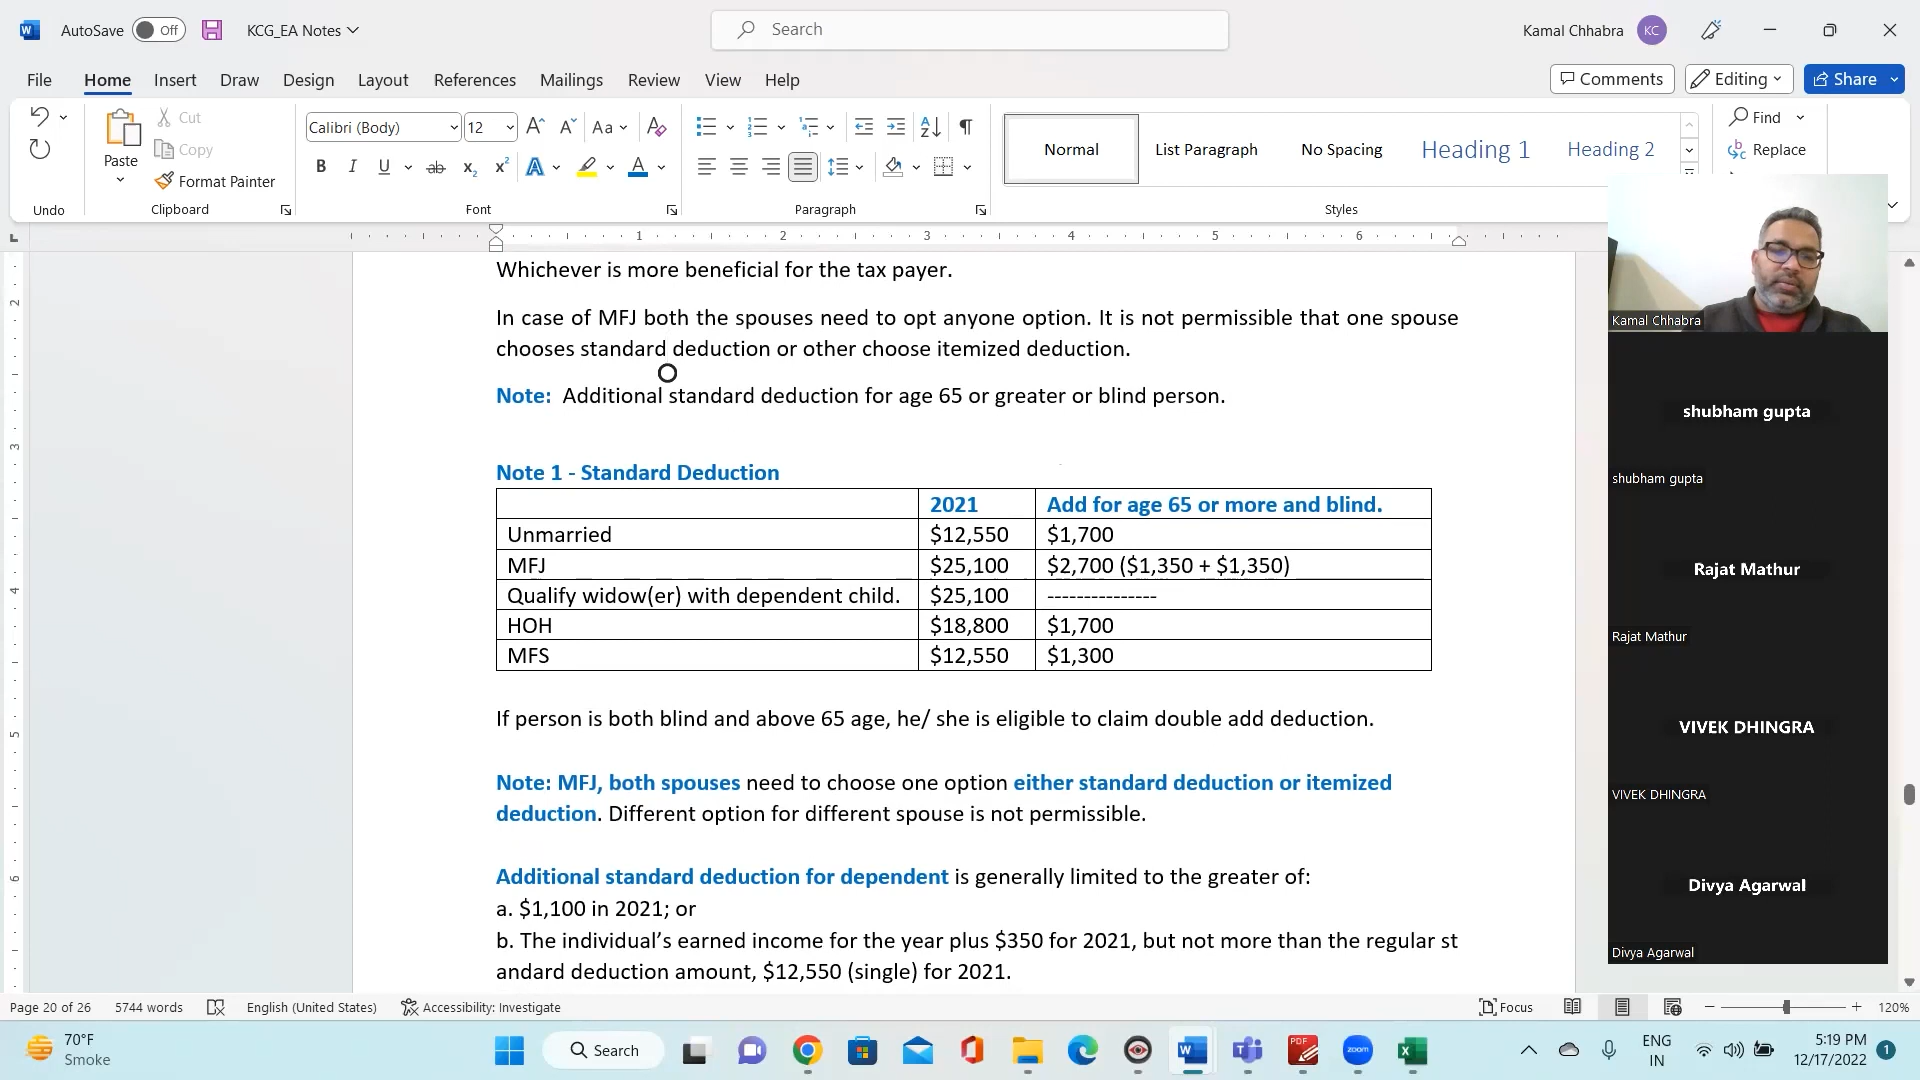 AutoSave Off KCG_EA Notes Search Kamal Chhabra KC
File Home Insert Draw Design Layout References Mailings Review View Help Comments Editing Share
Paste Cut Copy Format Painter
Calibri (Body) 12
Normal List Paragraph No Spacing Heading 1 Heading 2
Find
Replace
Undo Clipboard Font Paragraph Styles
1 2 3 4 5 6
Whichever is more beneficial for the tax payer.
In case of MFJ both the spouses need to opt anyone option. It is not permissible that one spouse
chooses standard deduction or other choose itemized deduction.
Note: Additional standard deduction for age 65 or greater or blind person.
Note 1 - Standard Deduction
2021 Add for age 65 or more and blind.
Unmarried $12,550 $1,700
MFJ $25,100 $2,700 ($1,350 + $1,350)
Qualify widow(er) with dependent child. $25,100 ---------------
HOH $18,800 $1,700
MFS $12,550 $1,300
If person is both blind and above 65 age, he/ she is eligible to claim double add deduction.
Note: MFJ, both spouses need to choose one option either standard deduction or itemized
deduction. Different option for different spouse is not permissible.
Additional standard deduction for dependent is generally limited to the greater of:
a. $1,100 in 2021; or
b. The individual’s earned income for the year plus $350 for 2021, but not more than the regular st
andard deduction amount, $12,550 (single) for 2021.
Kamal Chhabra
shubham gupta
shubham gupta
Rajat Mathur
Rajat Mathur
VIVEK DHINGRA
VIVEK DHINGRA
Divya Agarwal
Divya Agarwal
Page 20 of 26 5744 words English (United States) Accessibility: Investigate Focus 120%
70°F
Smoke
Search
ENG
IN
5:19 PM
12/17/2022
1